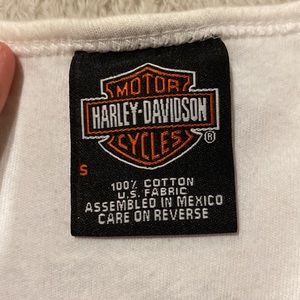 MOTOR
HARLEY-DAVIDSON
CYCLES
®
S
100% COTTON
U.S. FABRIC
ASSEMBLED IN MEXICO
CARE ON REVERSE